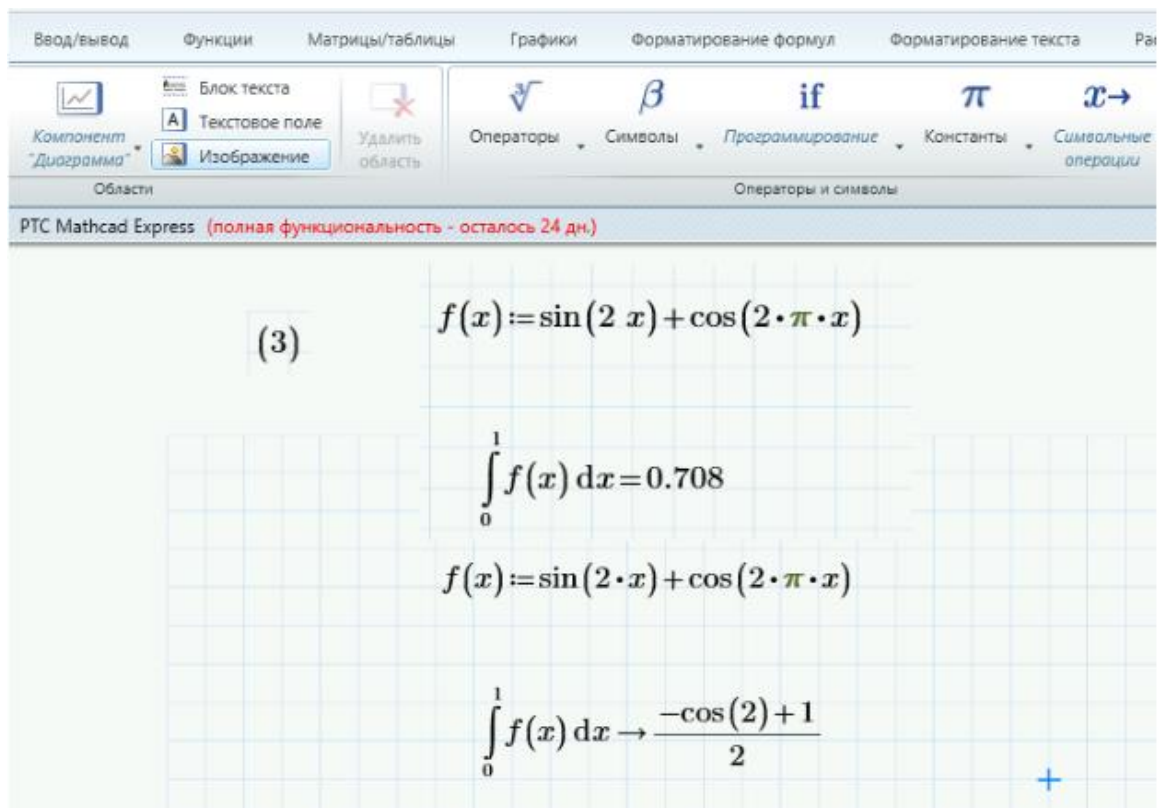 Ввод/вывод Функции Матрицы/таблицы Графики Форматирование формул Форматирование текста Рас
Компонент "Диаграмма"
Блок текста
Текстовое поле
Изображение
Удалить область
∛ β if π x→
Операторы Символы Программирование Константы Символьные операции
Области Операторы и символы
PTC Mathcad Express (полная функциональность - осталось 24 дн.)
(3) f(x):=sin(2 x)+cos(2·π·x)
∫₀¹ f(x) dx=0.708
f(x):=sin(2·x)+cos(2·π·x)
∫₀¹ f(x) dx → (-cos(2)+1)/2